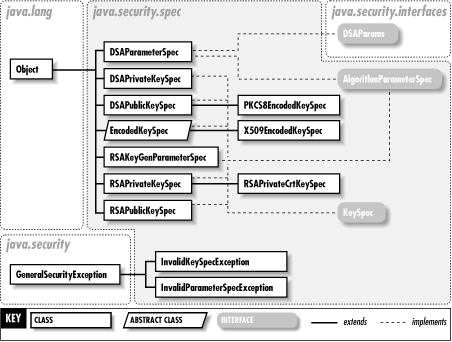 java.lang
java.security.spec
java.security.interfaces
Object
DSAParameterSpec
DSAPrivateKeySpec
DSAPublicKeySpec
EncodedKeySpec
RSAKeyGenParameterSpec
RSAPrivateKeySpec
RSAPublicKeySpec
PKCS8EncodedKeySpec
X509EncodedKeySpec
RSAPrivateCrtKeySpec
DSAParams
AlgorithmParameterSpec
KeySpec
java.security
GeneralSecurityException
InvalidKeySpecException
InvalidParameterSpecException
KEY
CLASS
ABSTRACT CLASS
INTERFACE
extends
implements